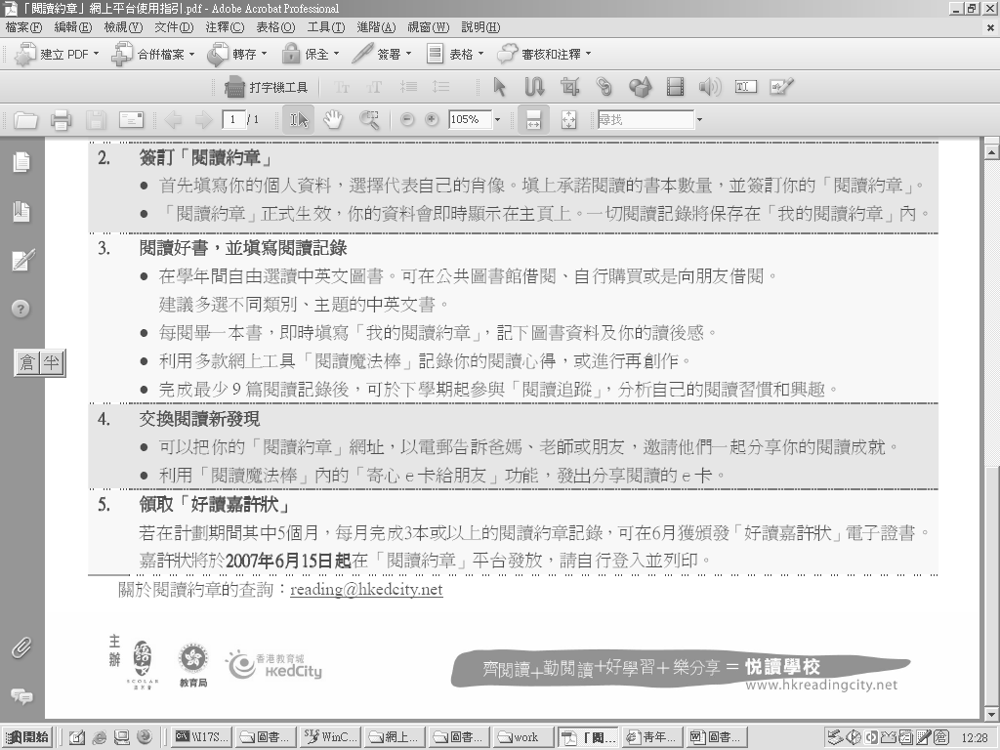 「閱讀約章」網上平台使用指引.pdf - Adobe Acrobat Professional
檔案(F) 編輯(E) 檢視(V) 文件(D) 注釋(C) 表格(O) 工具(T) 進階(A) 視窗(W) 說明(H)
建立 PDF 合併檔案 轉存 保全 簽署 表格 審核和注釋
打字機工具
1 / 1 105% 尋找
2. 簽訂「閱讀約章」
● 首先填寫你的個人資料，選擇代表自己的肖像。填上承諾閱讀的書本數量，並簽訂你的「閱讀約章」。
● 「閱讀約章」正式生效，你的資料會即時顯示在主頁上。一切閱讀記錄將保存在「我的閱讀約章」內。
3. 閱讀好書，並填寫閱讀記錄
● 在學年間自由選讀中英文圖書。可在公共圖書館借閱、自行購買或是向朋友借閱。
建議多選不同類別、主題的中英文書。
● 每閱畢一本書，即時填寫「我的閱讀約章」，記下圖書資料及你的讀後感。
● 利用多款網上工具「閱讀魔法棒」記錄你的閱讀心得，或進行再創作。
● 完成最少 9 篇閱讀記錄後，可於下學期起參與「閱讀追蹤」，分析自己的閱讀習慣和興趣。
4. 交換閱讀新發現
● 可以把你的「閱讀約章」網址，以電郵告訴爸媽、老師或朋友，邀請他們一起分享你的閱讀成就。
● 利用「閱讀魔法棒」內的「寄心 e 卡給朋友」功能，發出分享閱讀的 e 卡。
5. 領取「好讀嘉許狀」
若在計劃期間其中5個月，每月完成3本或以上的閱讀約章記錄，可在6月獲頒發「好讀嘉許狀」電子證書。
嘉許狀將於2007年6月15日起在「閱讀約章」平台發放，請自行登入並列印。
關於閱讀約章的查詢：reading@hkedcity.net
倉 半
主辦
SCOLAR
教育局
香港教育城
HKedCity
齊閱讀+勤閱讀+好學習+樂分享 = 悅讀學校
www.hkreadingcity.net
開始 W17S... 圖書... WinC... 網上... 圖書... work 「閱... 青年... 圖書... 倉 12:28